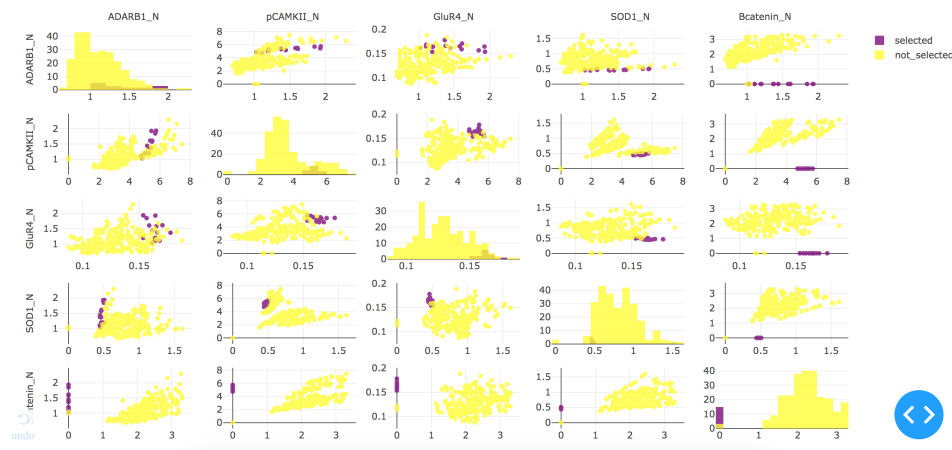 ADARB1_N pCAMKII_N GluR4_N SOD1_N Bcatenin_N
ADARB1_N 40 30 20 10 0 8 6 4 2 0 0.2 0.15 0.1 1.5 1 0.5 0 3 2 1 0 selected
not_selected
1 1.5 2 1 1.5 2 1 1.5 2 1 1.5 2 1 1.5 2
pCAMKII_N 2 1.5 1 40 20 0 0.2 0.15 0.1 1.5 1 0.5 0 3 2 1 0
0 2 4 6 8 0 2 4 6 2 4 6 8 0 2 4 6 8 0 2 4 6 8
GluR4_N 2 1.5 1 8 6 4 2 0 30 20 10 0 1.5 1 0.5 0 3 2 1 0
0.1 0.15 0.1 0.15 0.1 0.15 0.2 0.1 0.15 0.1 0.15
SOD1_N 2 1.5 1 8 6 4 2 0 0.2 0.15 0.1 40 30 20 10 0 3 2 1 0
0 0.5 1 1.5 0 0.5 1 1.5 0 0.5 1 1.5 0 0.5 1 1.5 0 0.5 1 1.5
tenin_N 2 1.5 1 8 6 4 2 0 0.2 0.15 0.1 1.5 1 0.5 0 40 30 20 10 0
undo 0 1 2 3 0 1 2 3 0 1 2 3 0 1 2 3 0 1 2 3